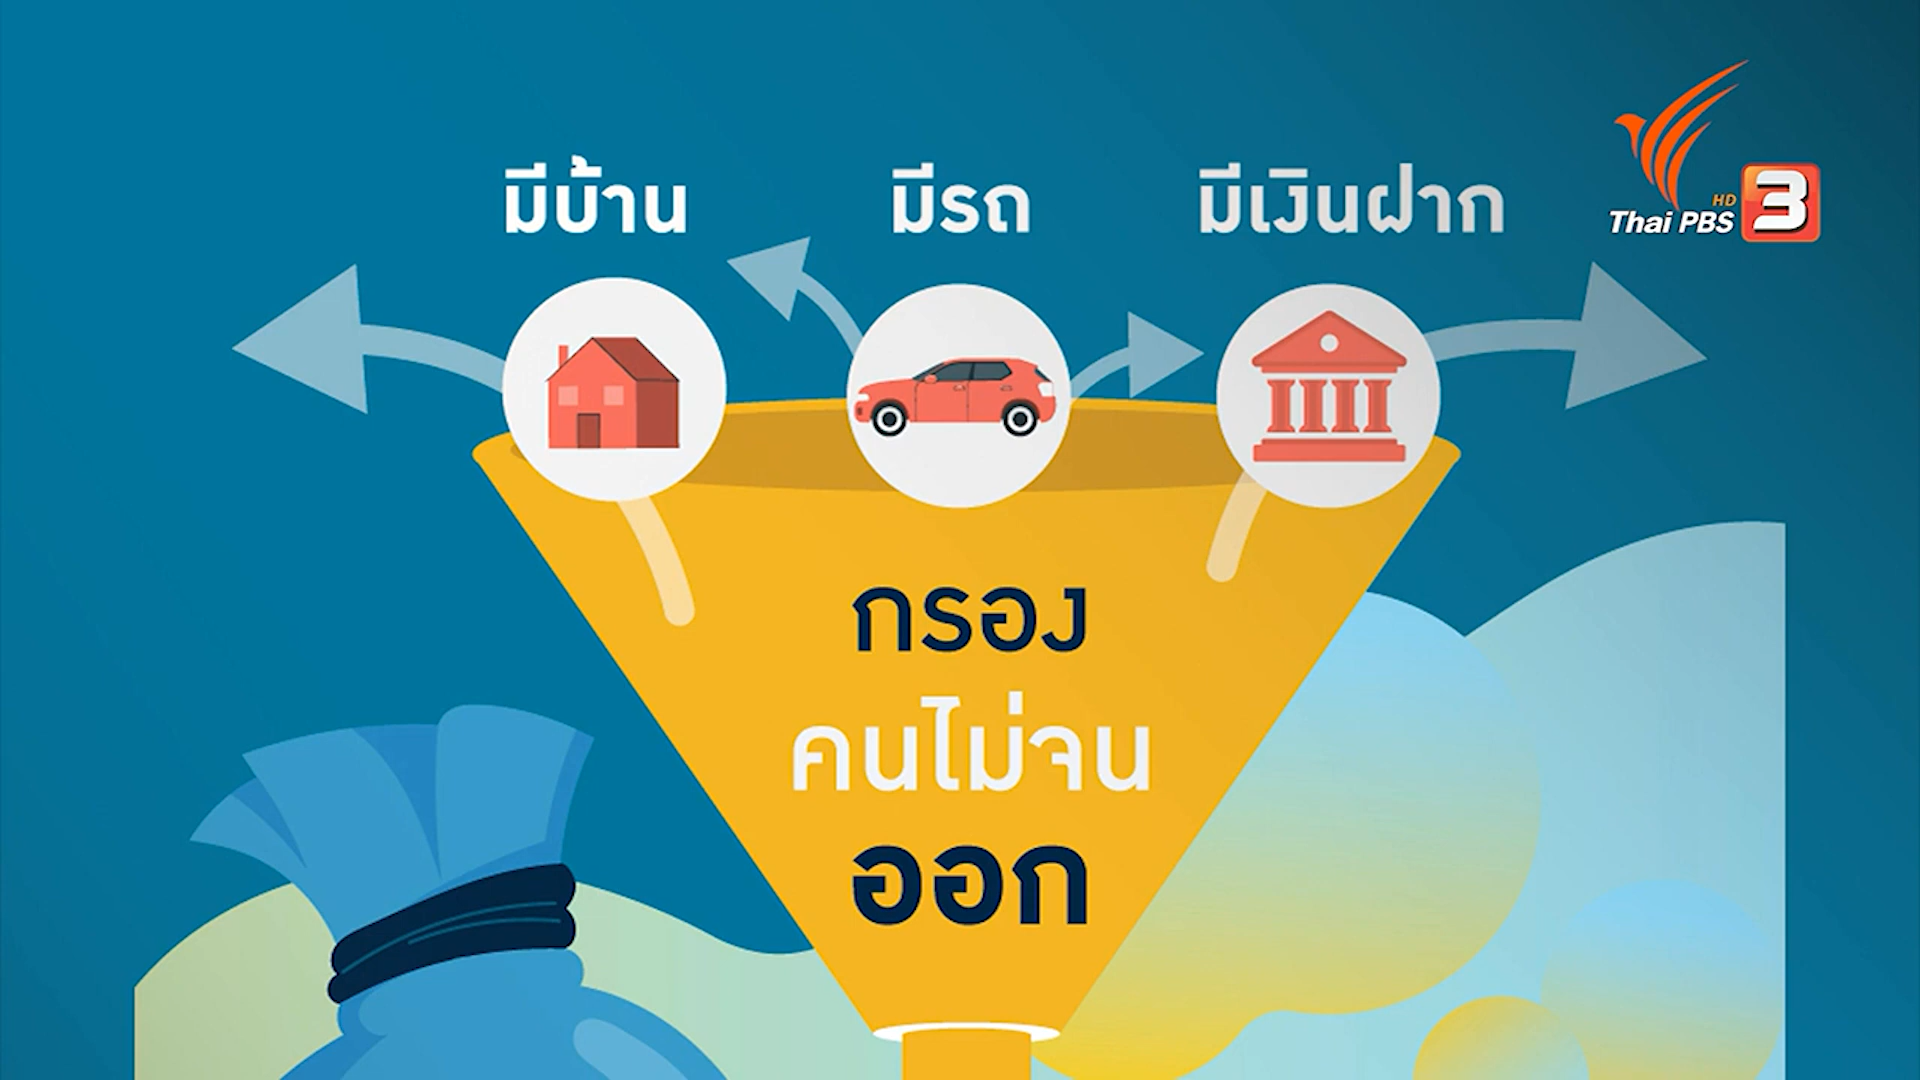 มีบ้าน มีรถ มีเงินฝาก
HD
Thai PBS 3
กรอง
คนไม่จน
ออก